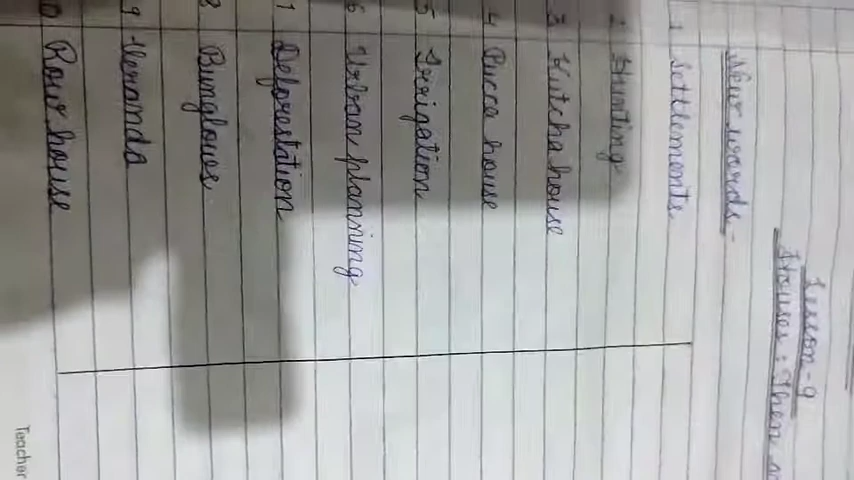 Lesson-9
Houses: Then
New words-
1 Settlements
2 Hunting
3 Kutcha house
4 Pucca house
5 Irrigation
6 Urban planning
7 Deforestation
8 Bunglows
9 Veranda
10 Row house
Teacher